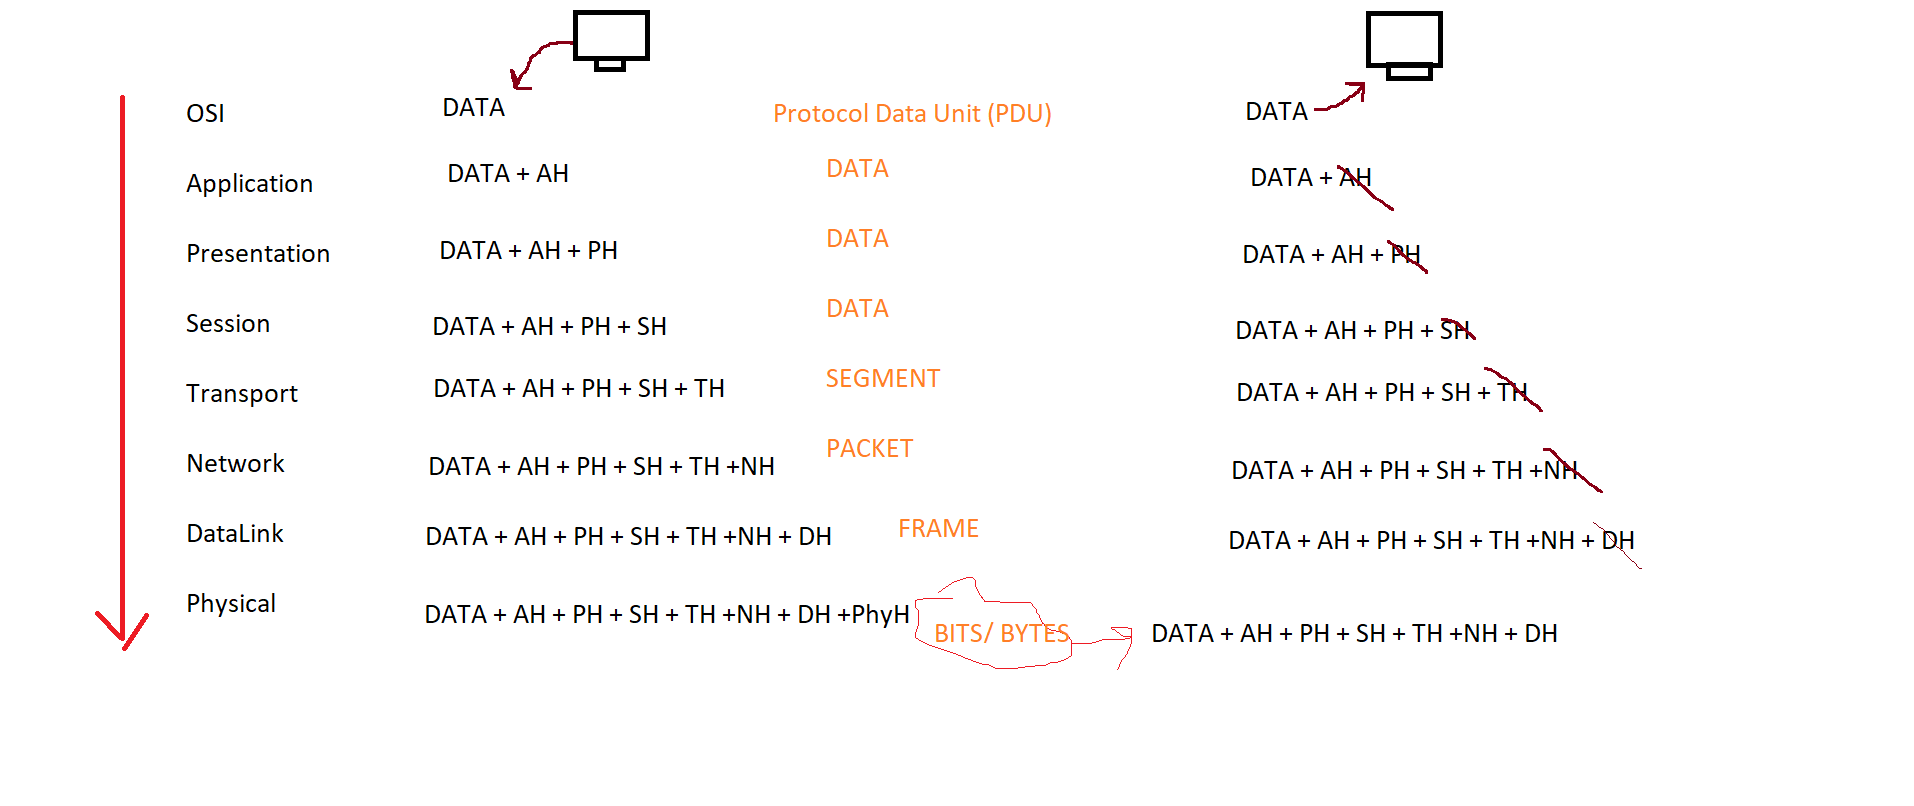 OSI
DATA
Protocol Data Unit (PDU)
DATA
Application
DATA + AH
DATA
DATA + AH
Presentation
DATA + AH + PH
DATA
DATA + AH + PH
Session
DATA + AH + PH + SH
DATA
DATA + AH + PH + SH
Transport
DATA + AH + PH + SH + TH
SEGMENT
DATA + AH + PH + SH + TH
Network
DATA + AH + PH + SH + TH +NH
PACKET
DATA + AH + PH + SH + TH +NH
DataLink
DATA + AH + PH + SH + TH +NH + DH
FRAME
DATA + AH + PH + SH + TH +NH + DH
Physical
DATA + AH + PH + SH + TH +NH + DH +PhyH
BITS/ BYTES
DATA + AH + PH + SH + TH +NH + DH